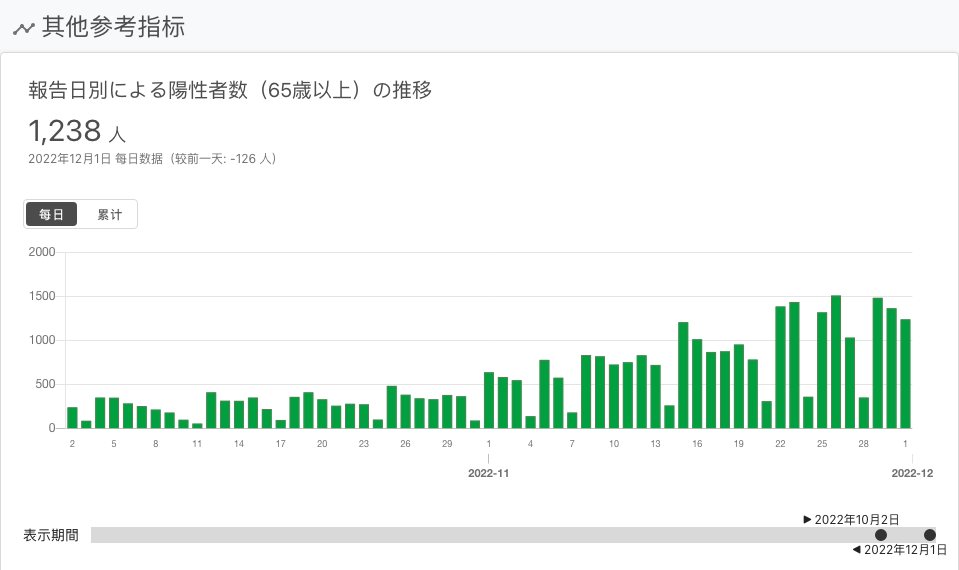 其他参考指标
報告日別による陽性者数（65歳以上）の推移
1,238 人
2022年12月1日 每日数据（较前一天: -126 人）
每日 累计
2000
1500
1000
500
0
2 5 8 11 14 17 20 23 26 29 1 4 7 10 13 16 19 22 25 28 1
2022-11 2022-12
2022年10月2日
表示期間
2022年12月1日